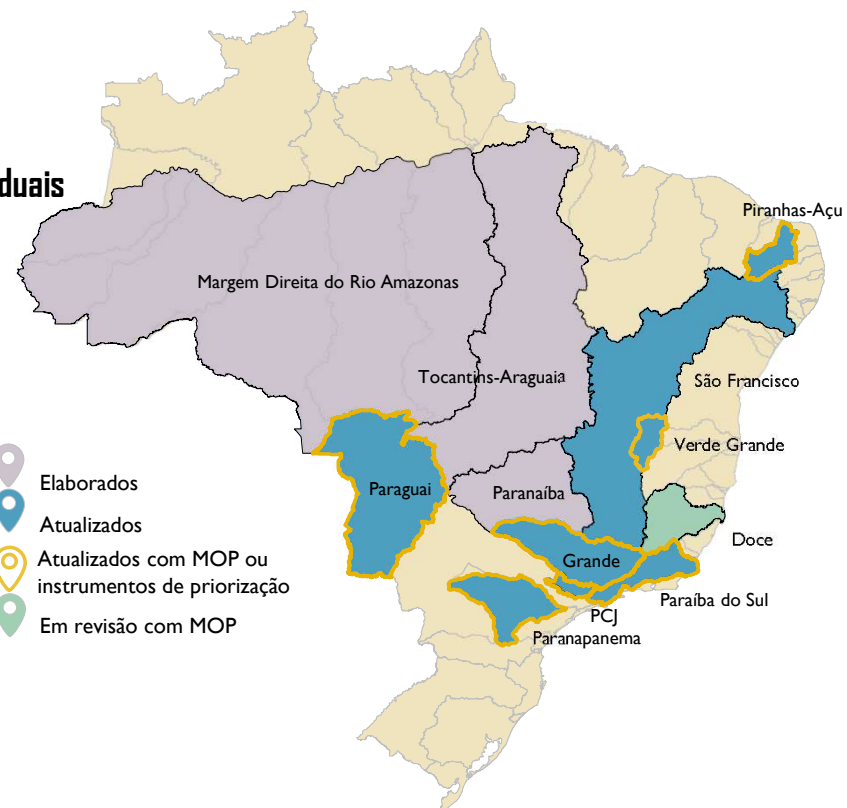 duais
Piranhas-Açu
Margem Direita do Rio Amazonas
Tocantins-Araguaia
São Francisco
Verde Grande
Paraguai
Paranaíba
Doce
Grande
Paraíba do Sul
PCJ
Paranapanema
Elaborados
Atualizados
Atualizados com MOP ou
instrumentos de priorização
Em revisão com MOP